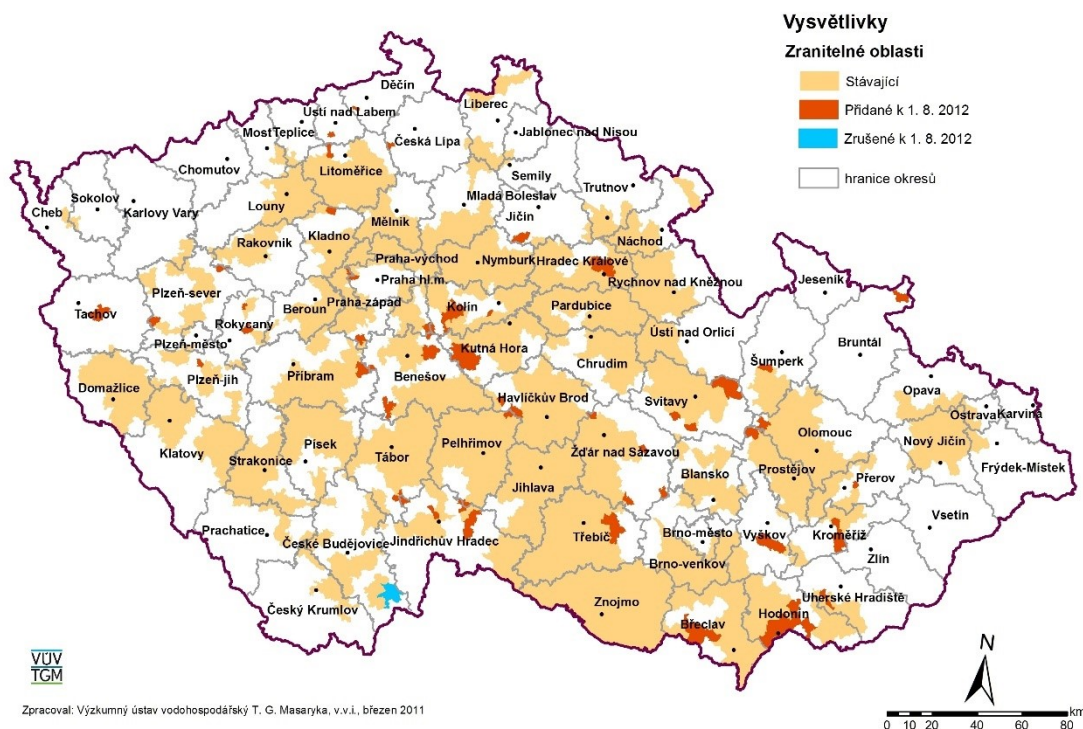 Vysvětlivky
Zranitelné oblasti
Stávající
Přidané k 1. 8. 2012
Zrušené k 1. 8. 2012
hranice okresů
Děčín
Liberec
Ústí nad Labem
Most
Teplice
Česká Lípa
Jablonec nad Nisou
Chomutov
Litoměřice
Semily
Trutnov
Sokolov
Karlovy Vary
Cheb
Louny
Mladá Boleslav
Jičín
Mělník
Rakovník
Kladno
Náchod
Praha-východ
Nymburk
Hradec Králové
Praha hl.m.
Rychnov nad Kněžnou
Jeseník
Plzeň-sever
Beroun
Praha-západ
Kolín
Pardubice
Tachov
Rokycany
Ústí nad Orlicí
Bruntál
Plzeň-město
Kutná Hora
Šumperk
Chrudim
Plzeň-jih
Příbram
Benešov
Opava
Domažlice
Havlíčkův Brod
Svitavy
Ostrava
Karviná
Olomouc
Nový Jičín
Klatovy
Písek
Pelhřimov
Strakonice
Tábor
Žďár nad Sázavou
Frýdek-Místek
Prostějov
Blansko
Přerov
Jihlava
Vsetín
Prachatice
České Budějovice
Jindřichův Hradec
Třebíč
Brno-město
Vyškov
Kroměříž
Zlín
Brno-venkov
Český Krumlov
Uherské Hradiště
Znojmo
Hodonín
Břeclav
N
VÚV
TGM
Zpracoval: Výzkumný ústav vodohospodářský T. G. Masaryka, v.v.i., březen 2011
km
0 10 20 40 60 80